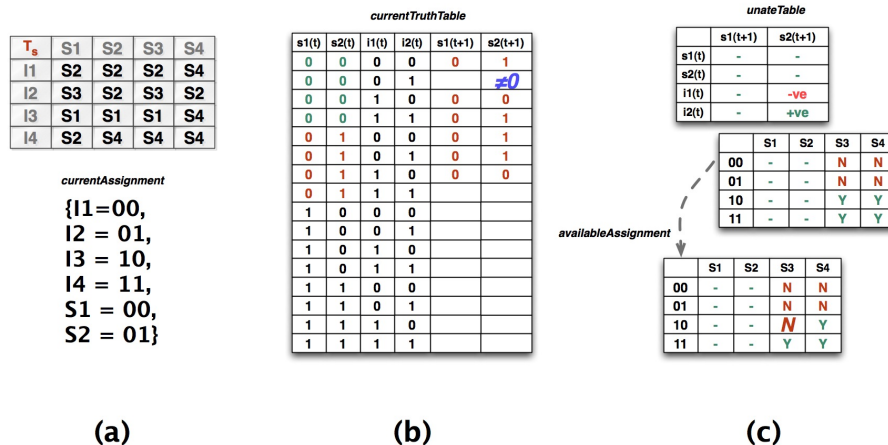 Ts S1 S2 S3 S4
I1 S2 S2 S2 S4
I2 S3 S2 S3 S2
I3 S1 S1 S1 S4
I4 S2 S4 S4 S4
currentAssignment
{I1=00,
I2 = 01,
I3 = 10,
I4 = 11,
S1 = 00,
S2 = 01}
(a)
currentTruthTable
s1(t) s2(t) i1(t) i2(t) s1(t+1) s2(t+1)
0 0 0 0 0 1
0 0 0 1 ≠0
0 0 1 0 0 0
0 0 1 1 0 1
0 1 0 0 0 1
0 1 0 1 0 1
0 1 1 0 0 0
0 1 1 1
1 0 0 0
1 0 0 1
1 0 1 0
1 0 1 1
1 1 0 0
1 1 0 1
1 1 1 0
1 1 1 1
(b)
unateTable
s1(t+1) s2(t+1)
s1(t) - -
s2(t) - -
i1(t) - -ve
i2(t) - +ve
S1 S2 S3 S4
00 - - N N
01 - - N N
10 - - Y Y
11 - - Y Y
availableAssignment
S1 S2 S3 S4
00 - - N N
01 - - N N
10 - - N Y
11 - - Y Y
(c)